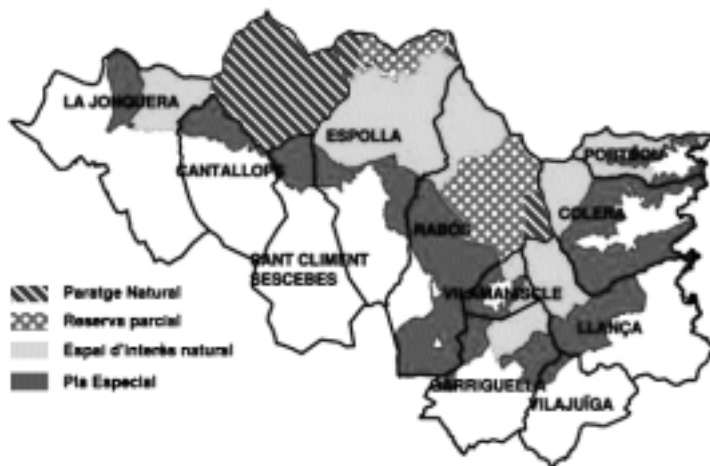 LA JONQUERA
ESPOLLA
PORTBOU
CANTALLOPS
COLERA
RABÓS
SANT CLIMENT
SESCEBES
VILAMANISCLE
LLANÇA
GARRIGUELLA
VILAJUÏGA
Paratge Natural
Reserva parcial
Espai d'interès natural
Pla Especial